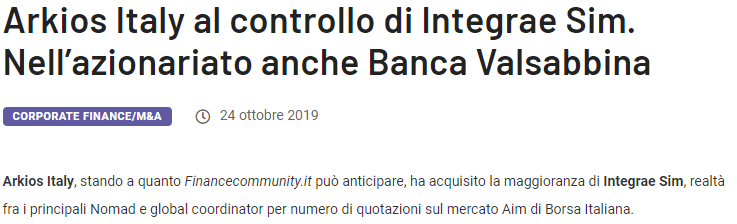 Arkios Italy al controllo di Integrae Sim.
Nell’azionariato anche Banca Valsabbina
CORPORATE FINANCE/M&A 24 ottobre 2019
Arkios Italy, stando a quanto Financecommunity.it può anticipare, ha acquisito la maggioranza di Integrae Sim, realtà
fra i principali Nomad e global coordinator per numero di quotazioni sul mercato Aim di Borsa Italiana.